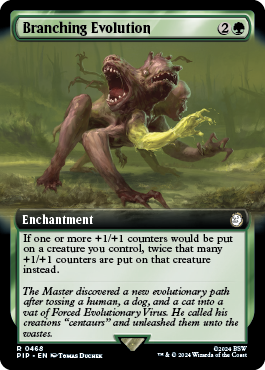 Branching Evolution 2
Enchantment
If one or more +1/+1 counters would be put
on a creature you control, twice that many
+1/+1 counters are put on that creature
instead.
The Master discovered a new evolutionary path
after tossing a human, a dog, and a cat into a
vat of Forced Evolutionary Virus. He called his
creations "centaurs" and unleashed them unto the
wastes.
R 0468
PIP • EN Tomas Duchek
©2024 BSW
™ & © 2024 Wizards of the Coast